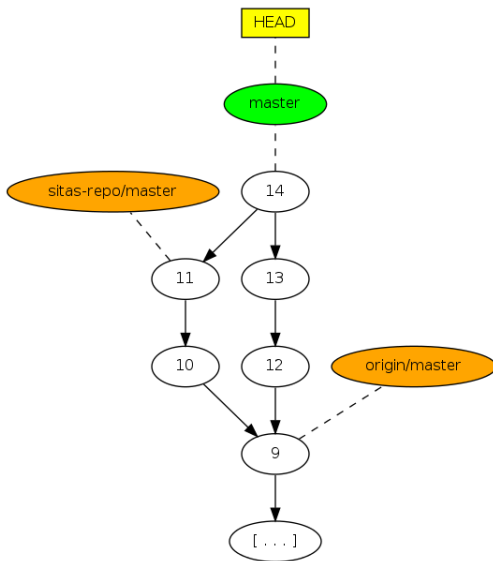 HEAD
master
sitas-repo/master
14
11
13
10
12
origin/master
9
[ . . . ]